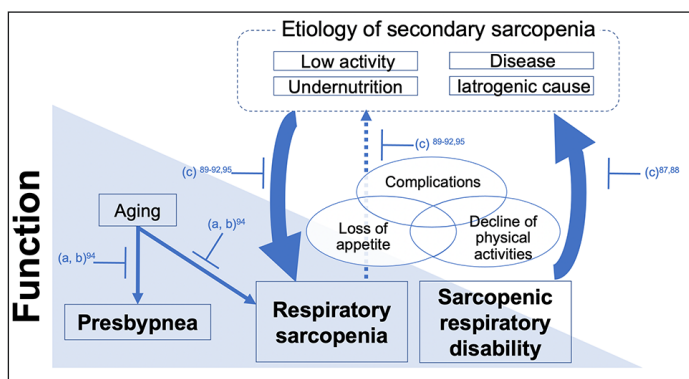 Etiology of secondary sarcopenia
Low activity
Disease
Undernutrition
Iatrogenic cause
(c) 89-92,95
(c) 89-92,95
(c)87,88
Complications
Aging
Loss of
appetite
Decline of
physical
activities
(a, b)94
(a, b)94
Function
Presbypnea
Respiratory
sarcopenia
Sarcopenic
respiratory
disability